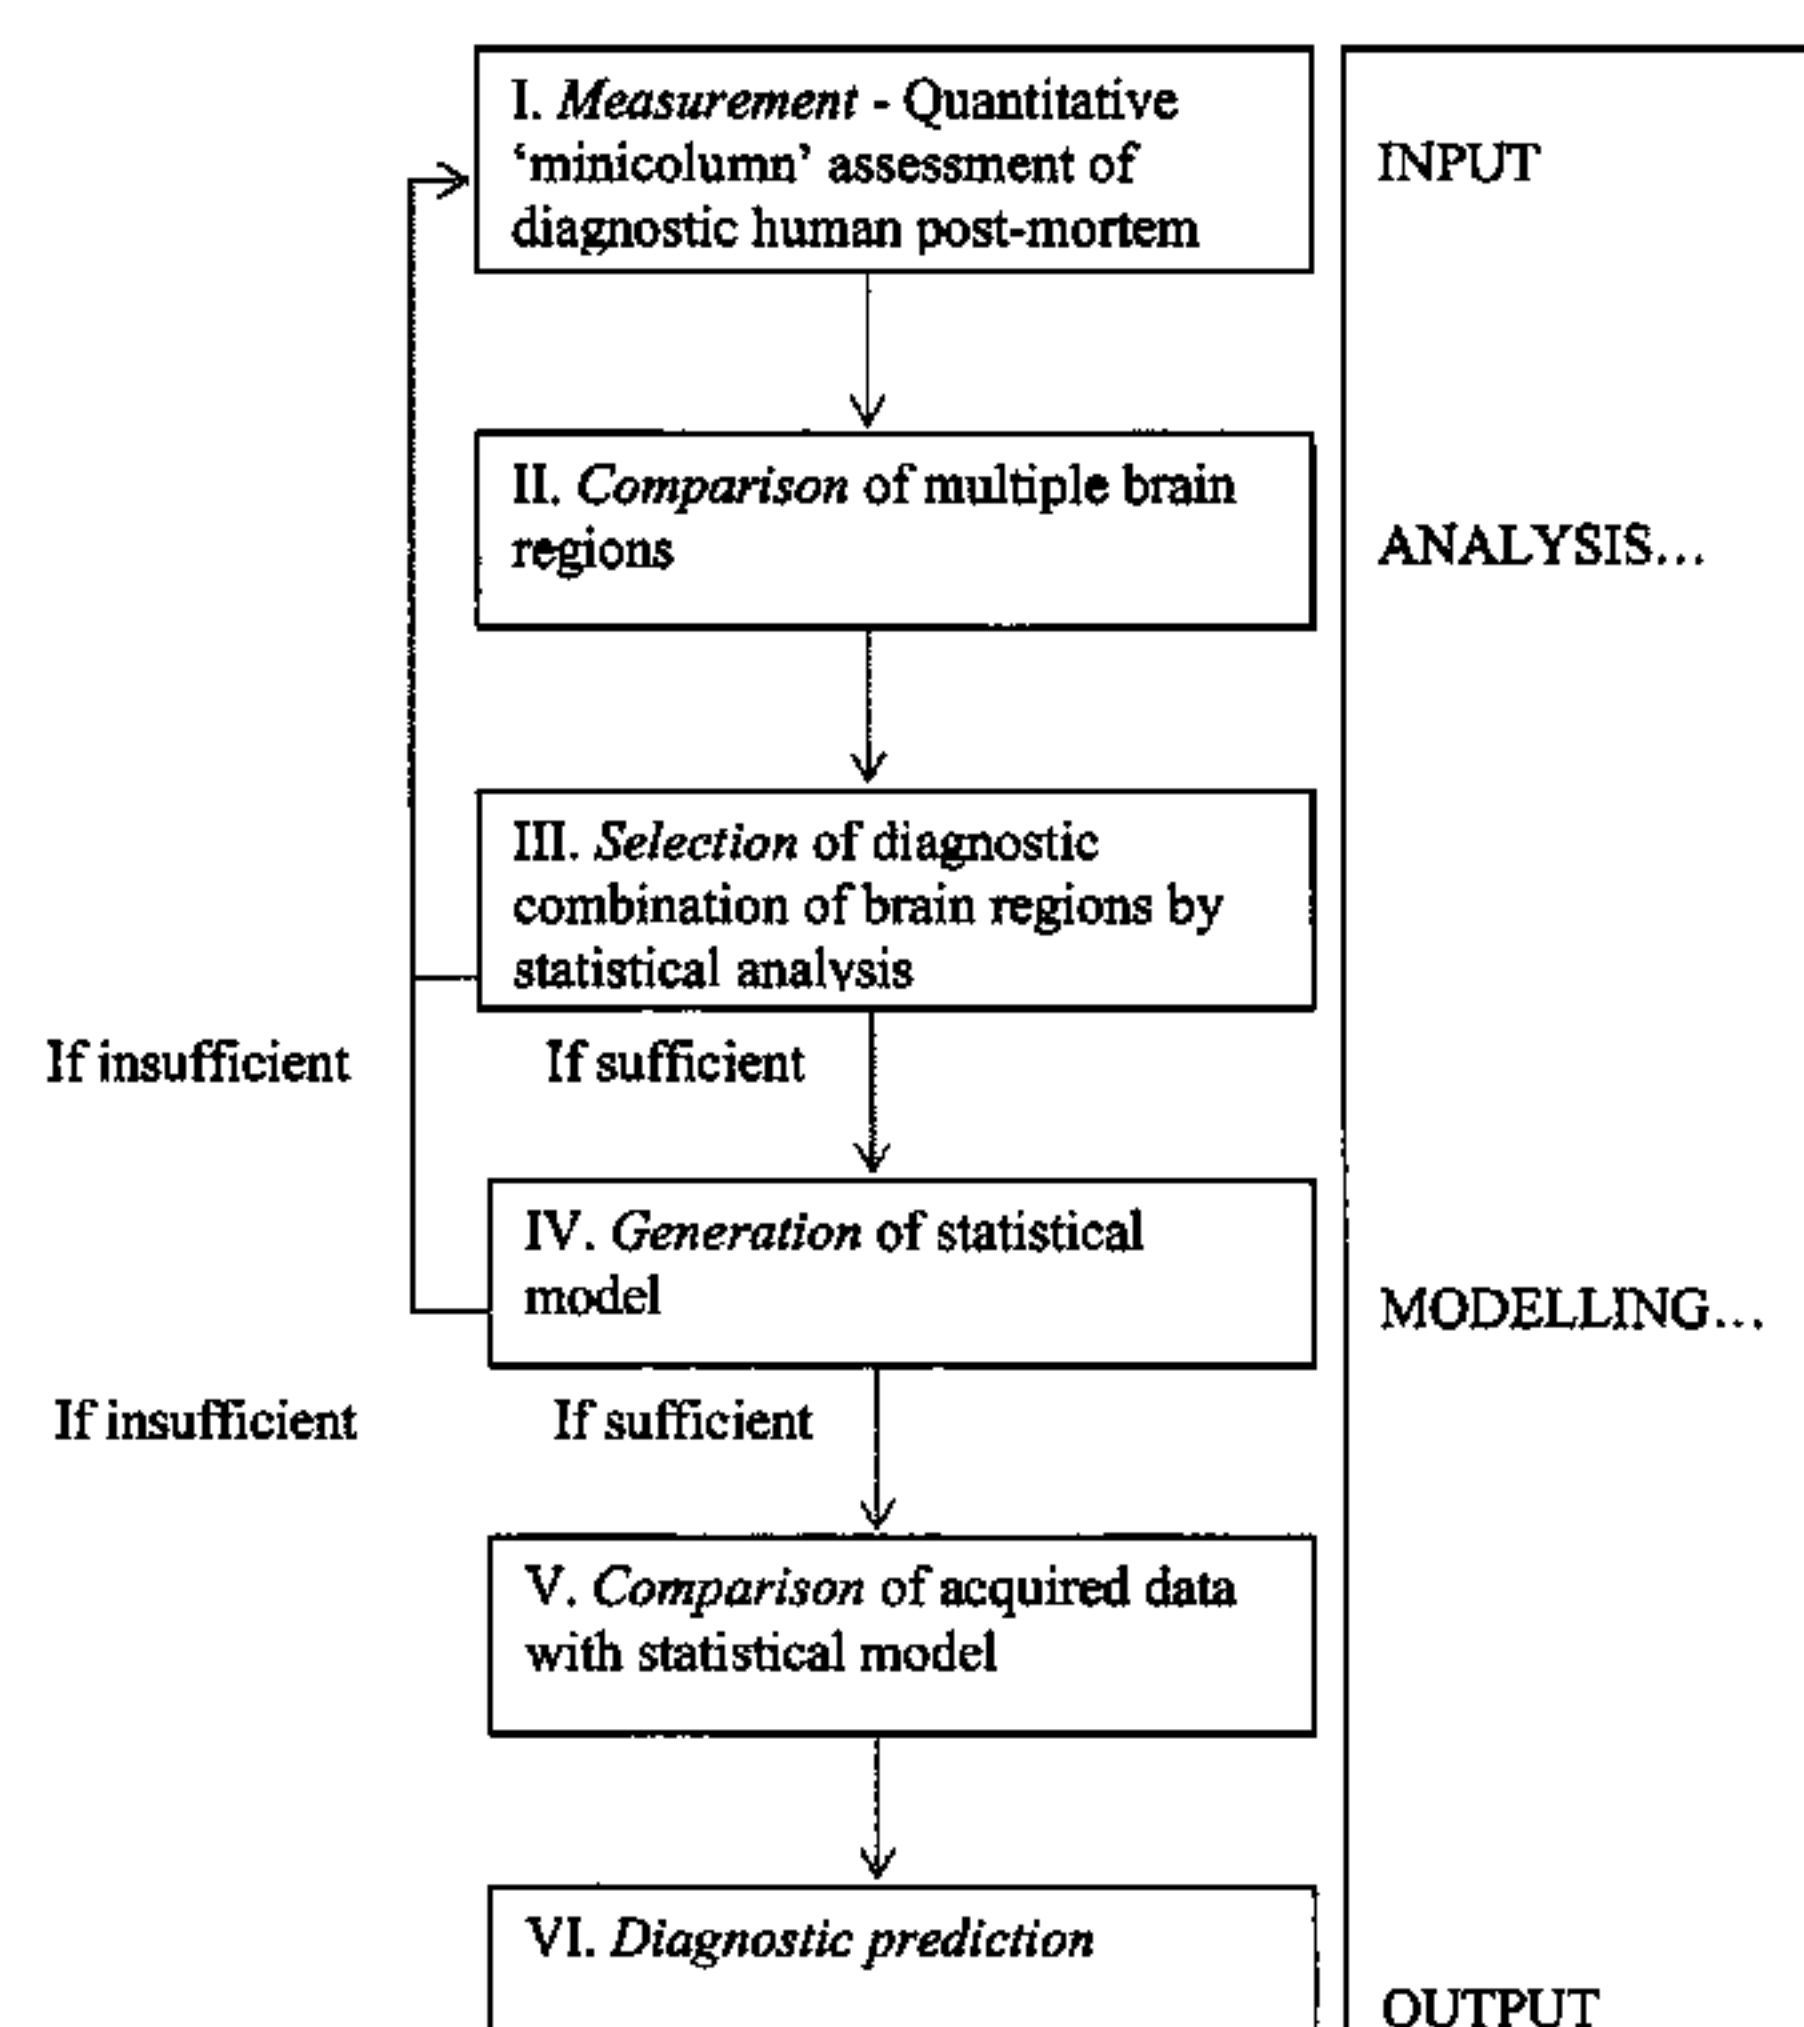 I. Measurement - Quantitative
‘minicolumn’ assessment of
diagnostic human post-mortem
INPUT
II. Comparison of multiple brain
regions
ANALYSIS…
III. Selection of diagnostic
combination of brain regions by
statistical analysis
If insufficient
If sufficient
IV. Generation of statistical
model
MODELLING…
If insufficient
If sufficient
V. Comparison of acquired data
with statistical model
VI. Diagnostic prediction
OUTPUT